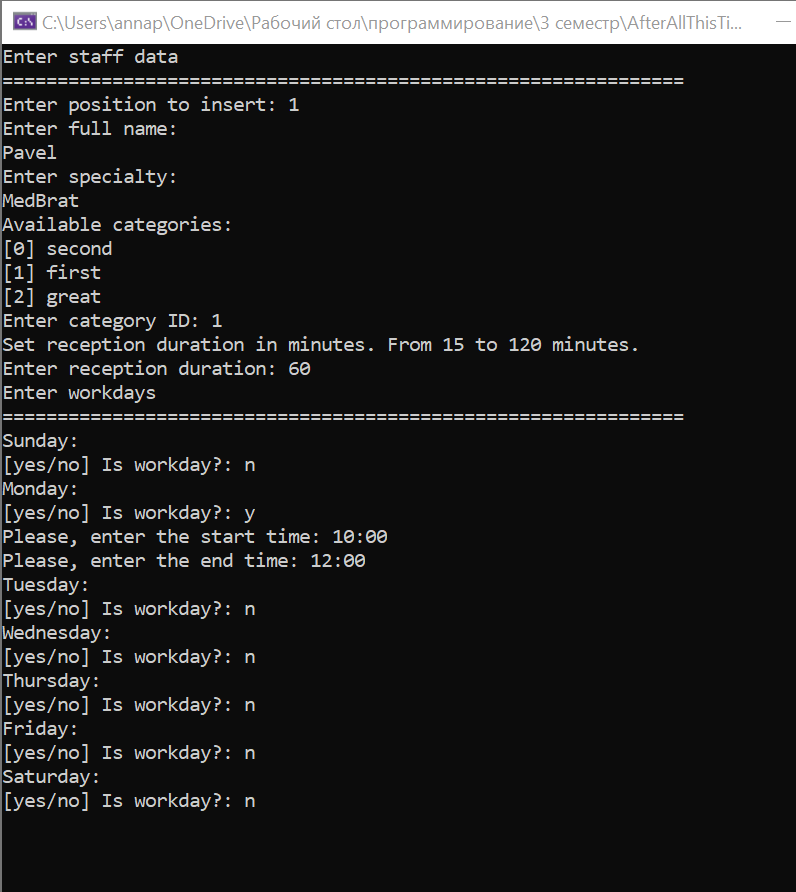 C:\Users\annap\OneDrive\Рабочий стол\программирование\3 семестр\AfterAllThisTi...
Enter staff data
==============================================================
Enter position to insert: 1
Enter full name:
Pavel
Enter specialty:
MedBrat
Available categories:
[0] second
[1] first
[2] great
Enter category ID: 1
Set reception duration in minutes. From 15 to 120 minutes.
Enter reception duration: 60
Enter workdays
==============================================================
Sunday:
[yes/no] Is workday?: n
Monday:
[yes/no] Is workday?: y
Please, enter the start time: 10:00
Please, enter the end time: 12:00
Tuesday:
[yes/no] Is workday?: n
Wednesday:
[yes/no] Is workday?: n
Thursday:
[yes/no] Is workday?: n
Friday:
[yes/no] Is workday?: n
Saturday:
[yes/no] Is workday?: n